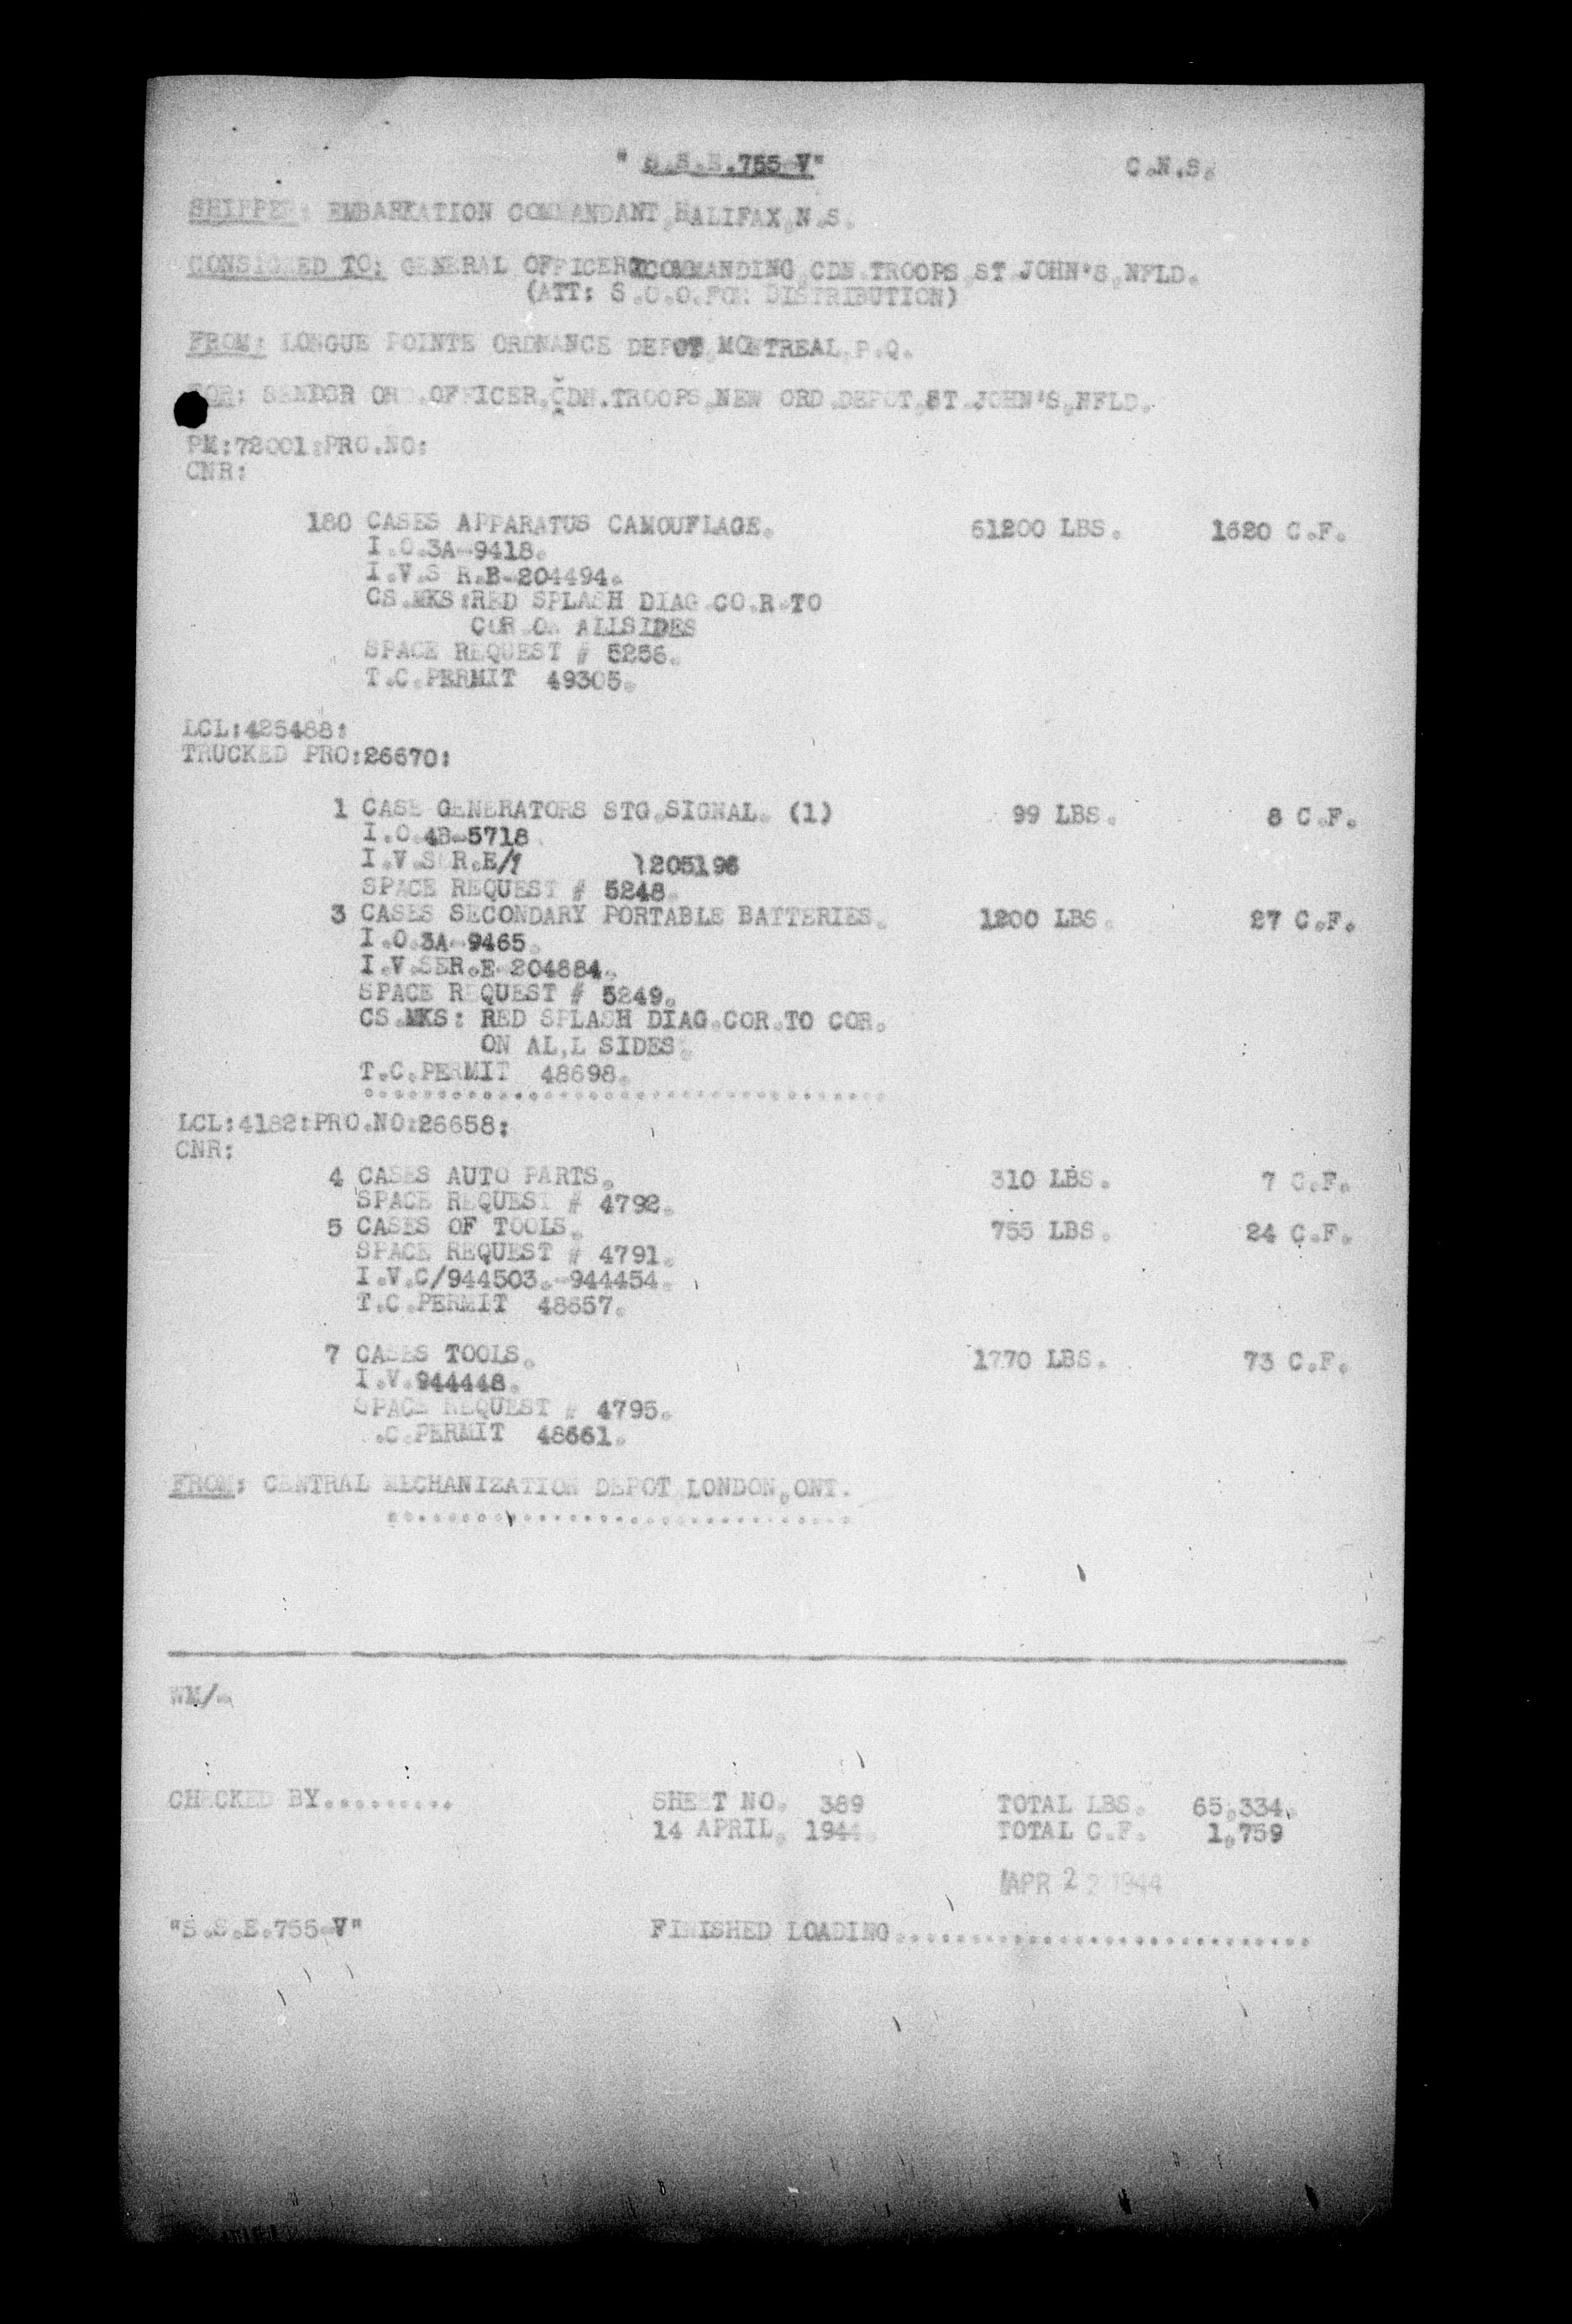 " S.S.E.755-V"
C.N.S.
SHIPPER: EMBARKATION COMMANDANT,HALIFAX,N.S.
CONSIGNED TO: GENERAL OFFICER COMMANDING,CDN.TROOPS,ST.JOHN'S,NFLD.
(ATT: S.O.O.FOR DISTRIBUTION)
FROM: LONGUE POINTE ORDNANCE DEPOT,MONTREAL,P.Q.
FOR: SENIOR ORD.OFFICER,CDN.TROOPS,NEW ORD.DEPOT,ST.JOHN'S,NFLD.
PM:72001:PRO.NO:
CNR:
180 CASES APPARATUS CAMOUFLAGE. 61200 LBS. 1620 C.F.
I.O.3A-9418.
I.V.S R.B-204494.
CS.MKS:RED SPLASH DIAG.CO.R.TO
COR.ON ALLSIDES
SPACE REQUEST # 5256.
T.C.PERMIT 49305.
LCL:425488:
TRUCKED PRO:26670:
1 CASE GENERATORS STG.SIGNAL. (1) 99 LBS. 8 C.F.
I.O.4B-5718.
I.V.S R.E/ 205196
SPACE REQUEST # 5248.
3 CASES SECONDARY PORTABLE BATTERIES. 1200 LBS. 27 C.F.
I.O.3A-9465.
I.V.SER.E-204884.
SPACE REQUEST # 5249.
CS.MKS: RED SPLASH DIAG.COR.TO COR.
ON AL,L SIDES.
T.C.PERMIT 48698.
...................................
LCL:4182:PRO.NO:26658:
CNR:
4 CASES AUTO PARTS. 310 LBS. 7 C.F.
SPACE REQUEST # 4792.
5 CASES OF TOOLS. 755 LBS. 24 C.F.
SPACE REQUEST # 4791.
I.V.C/944503.-944454.
T.C.PERMIT 48657.
7 CASES TOOLS. 1770 LBS. 73 C.F.
I.V.944448.
SPACE REQUEST # 4795.
.C.PERMIT 48661.
FROM: CENTRAL MECHANIZATION DEPOT,LONDON,ONT.
...............................
WM/.
CHECKED BY......... SHEET NO. 389 TOTAL LBS. 65,334.
14 APRIL, 1944. TOTAL C.F. 1,759
APR 22 1944
"S.S.E.755-V" FINISHED LOADING............................